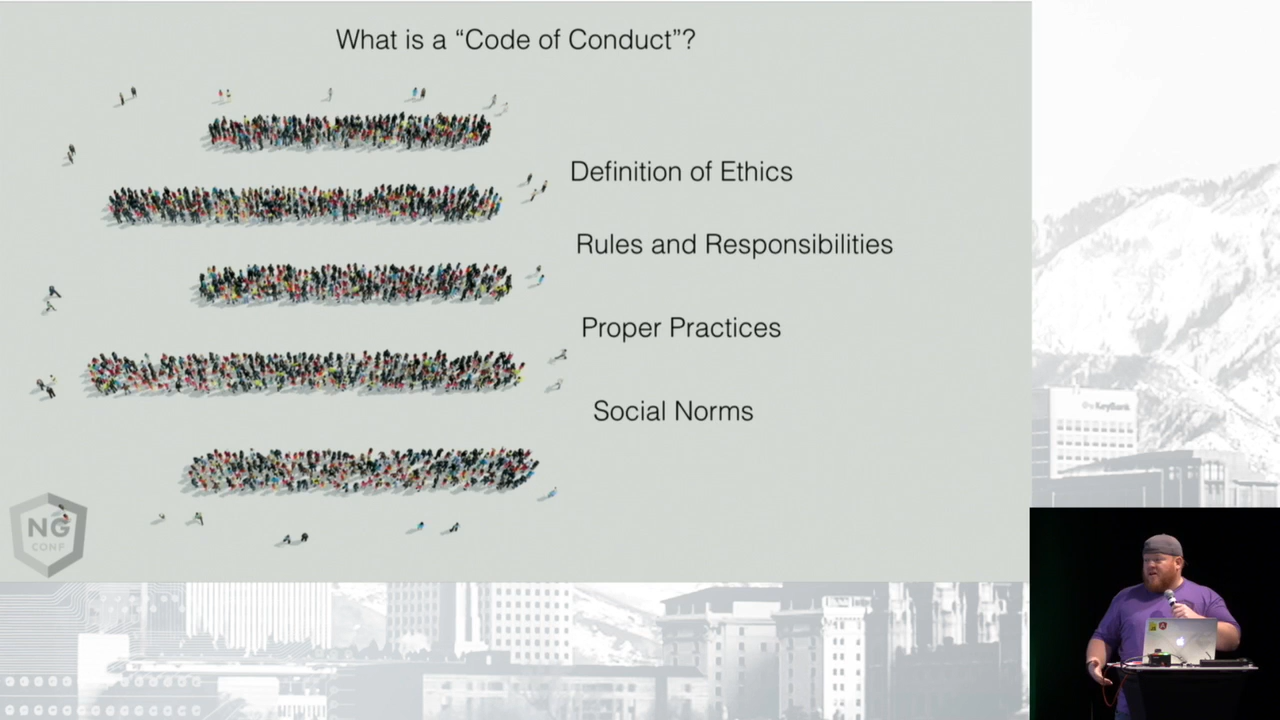 What is a “Code of Conduct”?
Definition of Ethics
Rules and Responsibilities
Proper Practices
Social Norms
NG
CONF
KeyBank